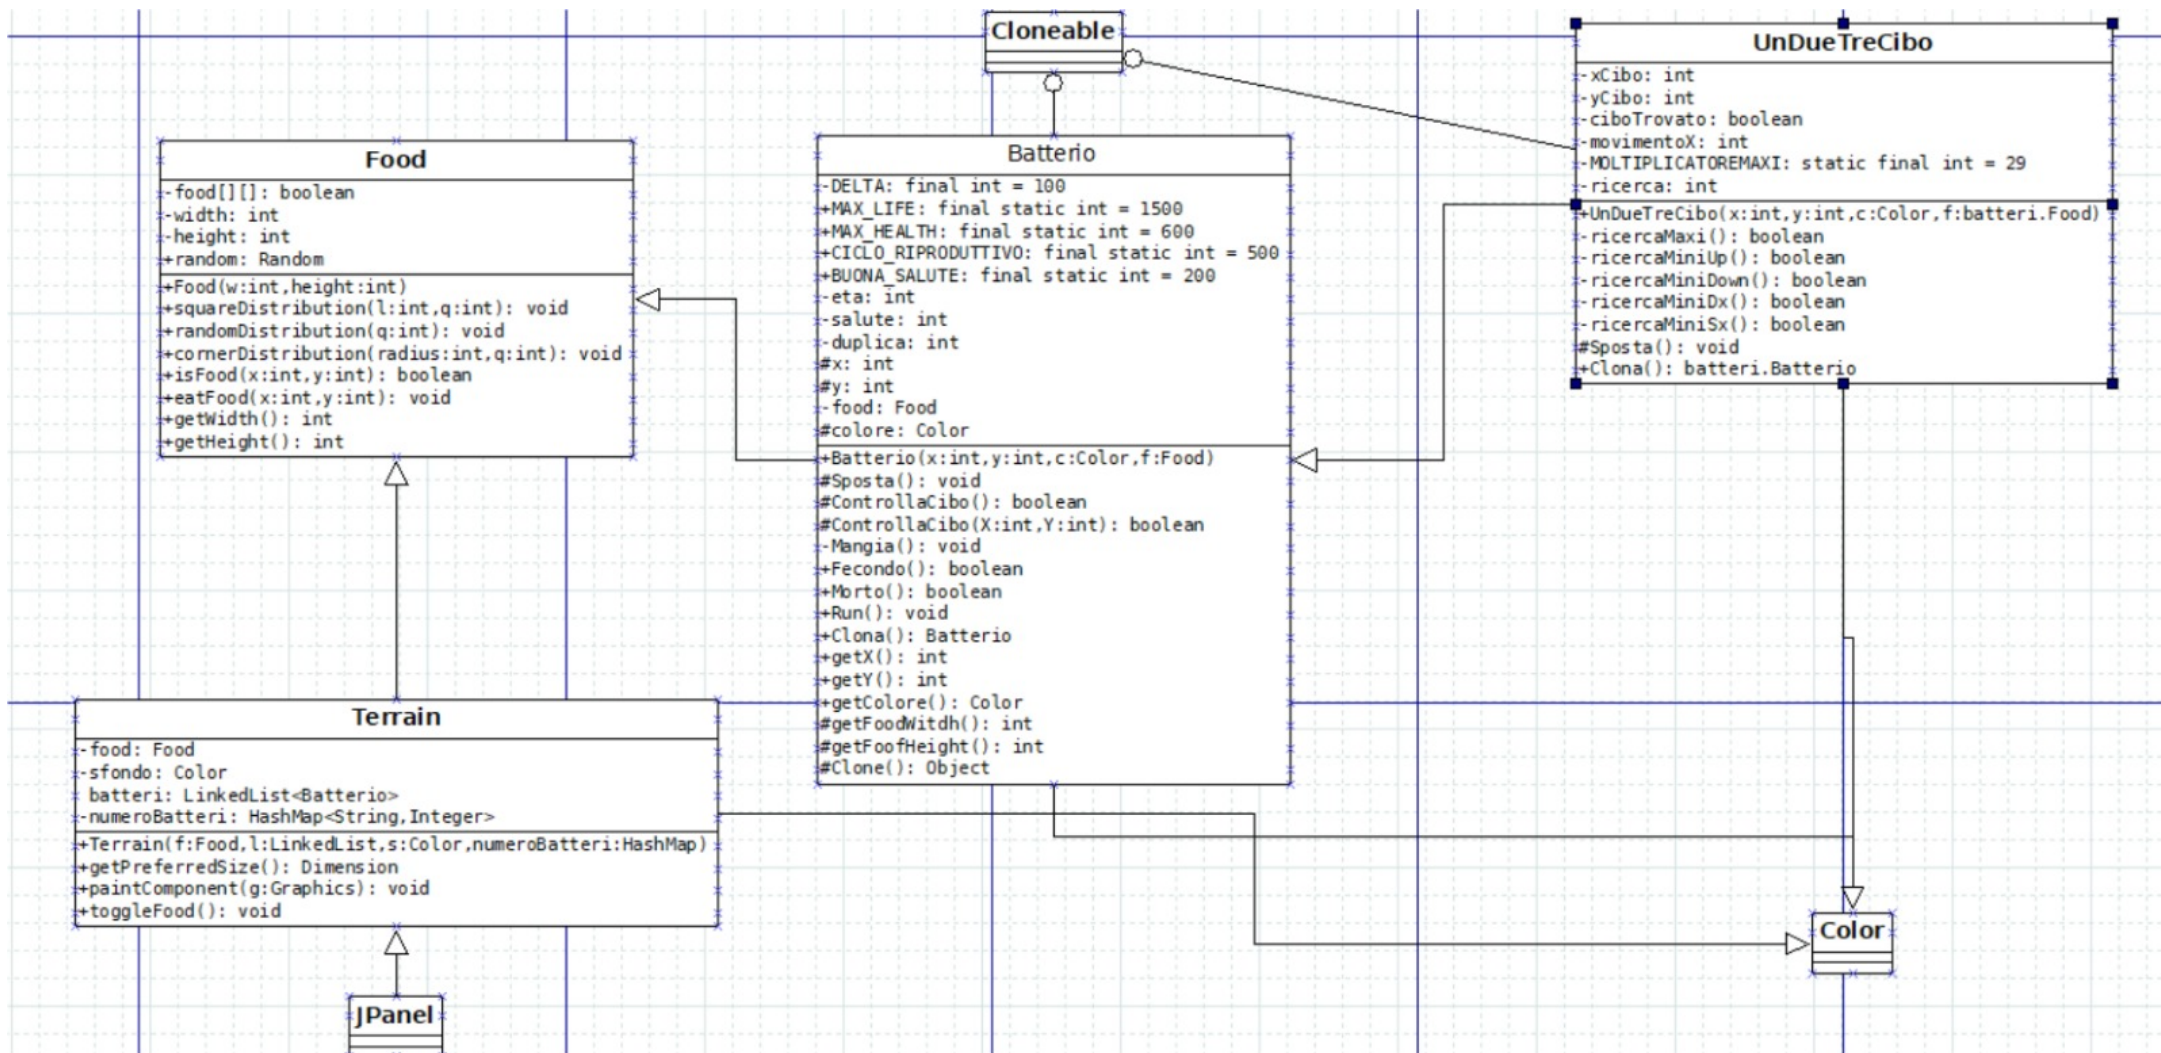 Cloneable
UnDueTreCibo
-xCibo: int
-yCibo: int
-ciboTrovato: boolean
-movimentoX: int
-MOLTIPLICATOREMAXI: static final int = 29
-ricerca: int
+UnDueTreCibo(x:int,y:int,c:Color,f:batteri.Food)
-ricercaMaxi(): boolean
-ricercaMiniUp(): boolean
-ricercaMiniDown(): boolean
-ricercaMiniDx(): boolean
-ricercaMiniSx(): boolean
#Sposta(): void
+Clona(): batteri.Batterio
Food
-food[][]: boolean
-width: int
-height: int
+random: Random
+Food(w:int,height:int)
+squareDistribution(l:int,q:int): void
+randomDistribution(q:int): void
+cornerDistribution(radius:int,q:int): void
+isFood(x:int,y:int): boolean
+eatFood(x:int,y:int): void
+getWidth(): int
+getHeight(): int
Batterio
-DELTA: final int = 100
+MAX_LIFE: final static int = 1500
+MAX_HEALTH: final static int = 600
+CICLO_RIPRODUTTIVO: final static int = 500
+BUONA_SALUTE: final static int = 200
-eta: int
-salute: int
-duplica: int
#x: int
#y: int
-food: Food
#colore: Color
+Batterio(x:int,y:int,c:Color,f:Food)
#Sposta(): void
#ControllaCibo(): boolean
#ControllaCibo(X:int,Y:int): boolean
-Mangia(): void
+Fecondo(): boolean
+Morto(): boolean
+Run(): void
+Clona(): Batterio
+getX(): int
+getY(): int
+getColore(): Color
#getFoodWitdh(): int
#getFoofHeight(): int
#Clone(): Object
Terrain
-food: Food
-sfondo: Color
batteri: LinkedList<Batterio>
-numeroBatteri: HashMap<String,Integer>
+Terrain(f:Food,l:LinkedList,s:Color,numeroBatteri:HashMap)
+getPreferredSize(): Dimension
+paintComponent(g:Graphics): void
+toggleFood(): void
JPanel
Color